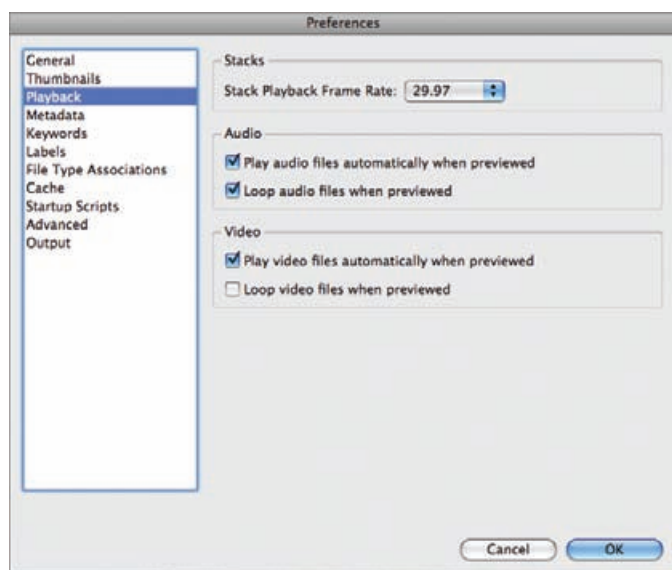 Preferences
General
Thumbnails
Playback
Metadata
Keywords
Labels
File Type Associations
Cache
Startup Scripts
Advanced
Output
Stacks
Stack Playback Frame Rate: 29.97
Audio
Play audio files automatically when previewed
Loop audio files when previewed
Video
Play video files automatically when previewed
Loop video files when previewed
Cancel OK